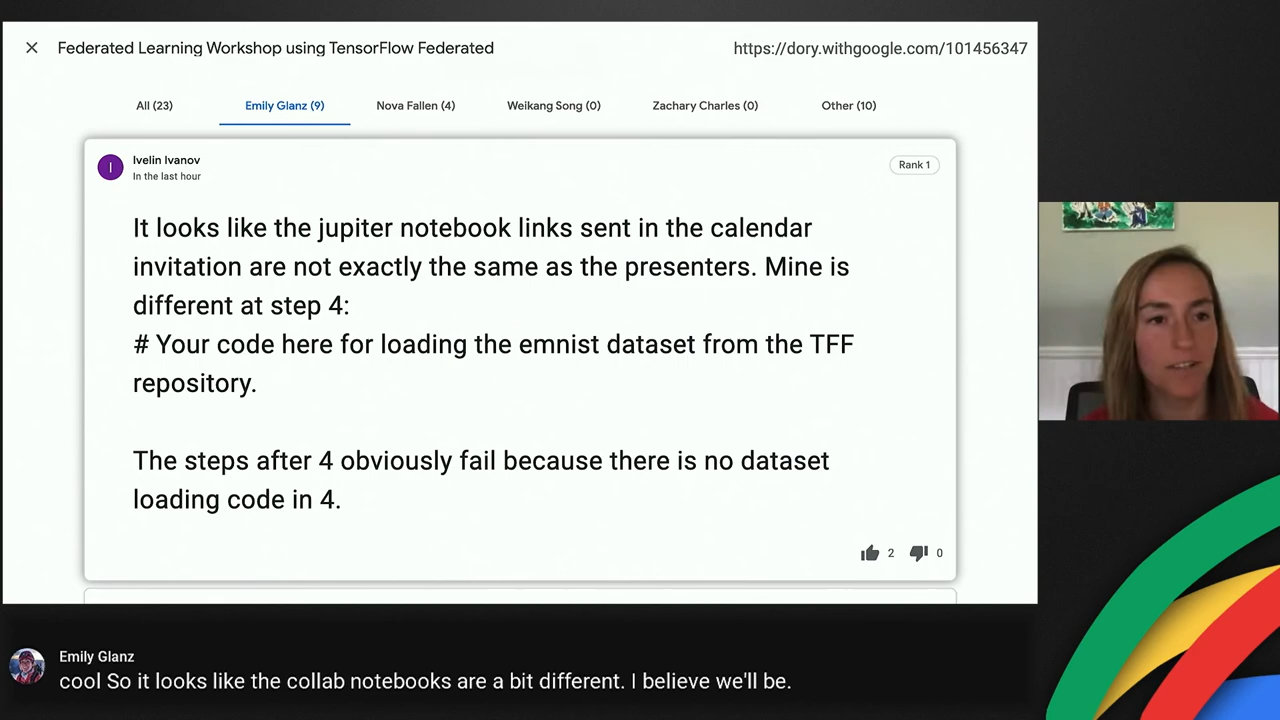 Federated Learning Workshop using TensorFlow Federated
https://dory.withgoogle.com/101456347
All (23) Emily Glanz (9) Nova Fallen (4) Weikang Song (0) Zachary Charles (0) Other (10)
I
Ivelin Ivanov
In the last hour
Rank 1
It looks like the jupiter notebook links sent in the calendar
invitation are not exactly the same as the presenters. Mine is
different at step 4:
# Your code here for loading the emnist dataset from the TFF
repository.
The steps after 4 obviously fail because there is no dataset
loading code in 4.
2 0
Emily Glanz
cool So it looks like the collab notebooks are a bit different. I believe we'll be.